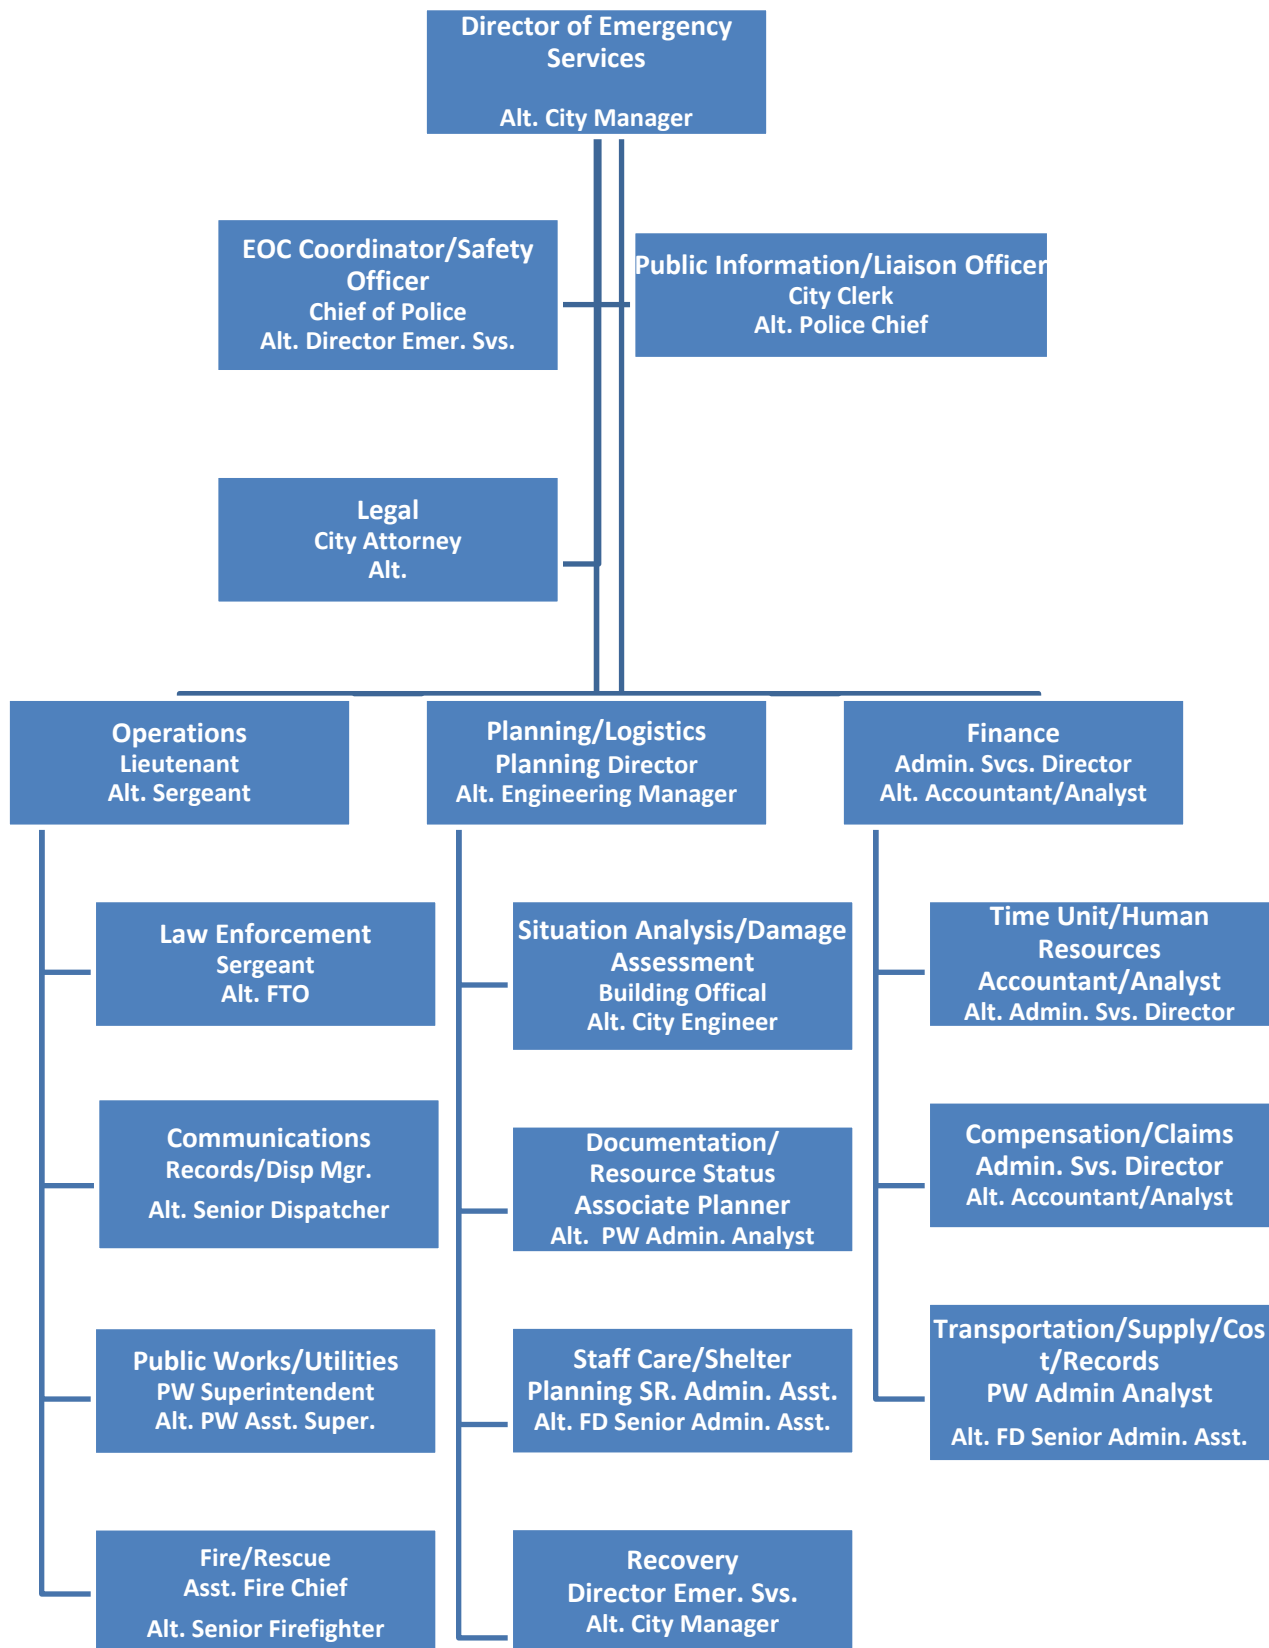 Director of Emergency
Services
Alt. City Manager
EOC Coordinator/Safety
Officer
Chief of Police
Alt. Director Emer. Svs.
Public Information/Liaison Officer
City Clerk
Alt. Police Chief
Legal
City Attorney
Alt.
Operations
Lieutenant
Alt. Sergeant
Planning/Logistics
Planning Director
Alt. Engineering Manager
Finance
Admin. Svcs. Director
Alt. Accountant/Analyst
Law Enforcement
Sergeant
Alt. FTO
Situation Analysis/Damage
Assessment
Building Offical
Alt. City Engineer
Time Unit/Human
Resources
Accountant/Analyst
Alt. Admin. Svs. Director
Communications
Records/Disp Mgr.
Alt. Senior Dispatcher
Documentation/
Resource Status
Associate Planner
Alt.  PW Admin. Analyst
Compensation/Claims
Admin. Svs. Director
Alt. Accountant/Analyst
Public Works/Utilities
PW Superintendent
Alt. PW Asst. Super.
Staff Care/Shelter
Planning SR. Admin. Asst.
Alt. FD Senior Admin. Asst.
Transportation/Supply/Cos
t/Records
PW Admin Analyst
Alt. FD Senior Admin. Asst.
Fire/Rescue
Asst. Fire Chief
Alt. Senior Firefighter
Recovery
Director Emer. Svs.
Alt. City Manager